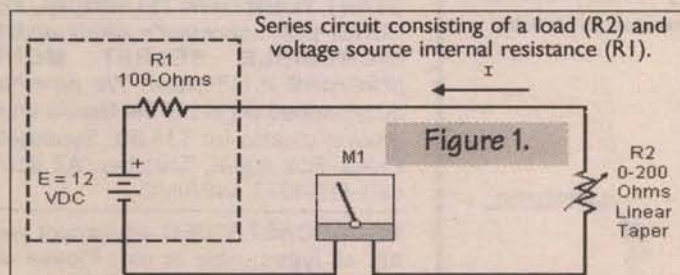 Series circuit consisting of a load (R2) and
voltage source internal resistance (R1).
R1
100-Ohms
I
Figure 1.
M1
+
E = 12
VDC
R2
0-200
Ohms
Linear
Taper